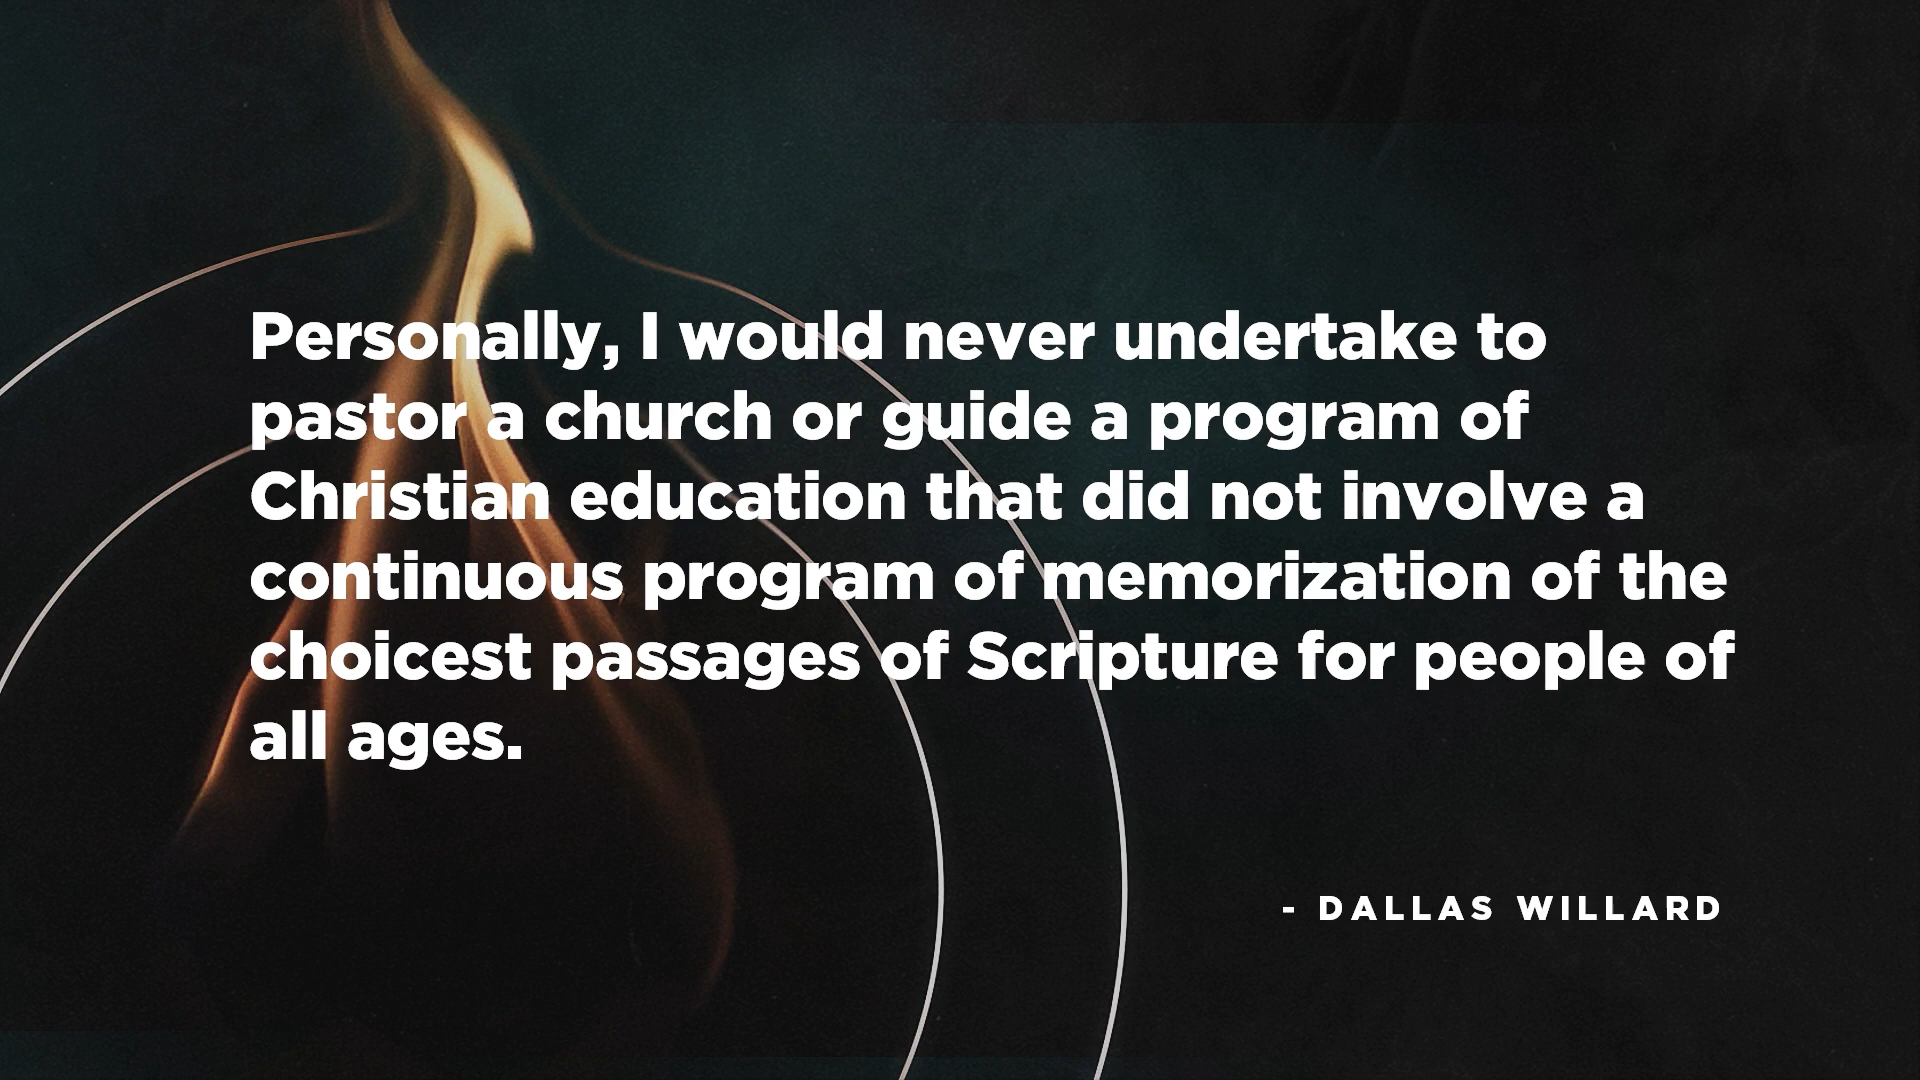 Personally, I would never undertake to
pastor a church or guide a program of
Christian education that did not involve a
continuous program of memorization of the
choicest passages of Scripture for people of
all ages.
- DALLAS WILLARD